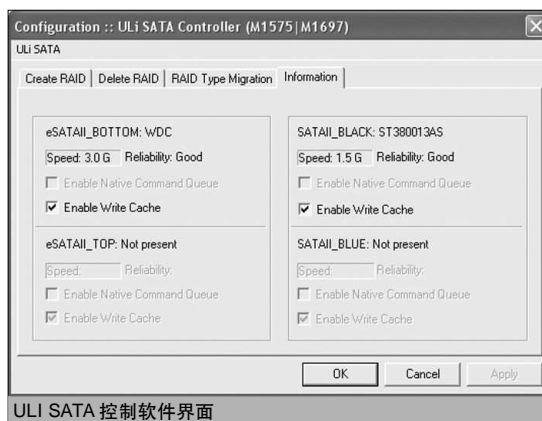 Configuration :: ULi SATA Controller (M1575|M1697)
ULi SATA
Create RAID | Delete RAID | RAID Type Migration | Information
eSATAII_BOTTOM: WDC
Speed: 3.0 G Reliability: Good
Enable Native Command Queue
Enable Write Cache
eSATAII_TOP: Not present
Speed: Reliability:
Enable Native Command Queue
Enable Write Cache
SATAII_BLACK: ST380013AS
Speed: 1.5 G Reliability: Good
Enable Native Command Queue
Enable Write Cache
SATAII_BLUE: Not present
Speed: Reliability:
Enable Native Command Queue
Enable Write Cache
OK Cancel Apply
ULI SATA 控制软件界面